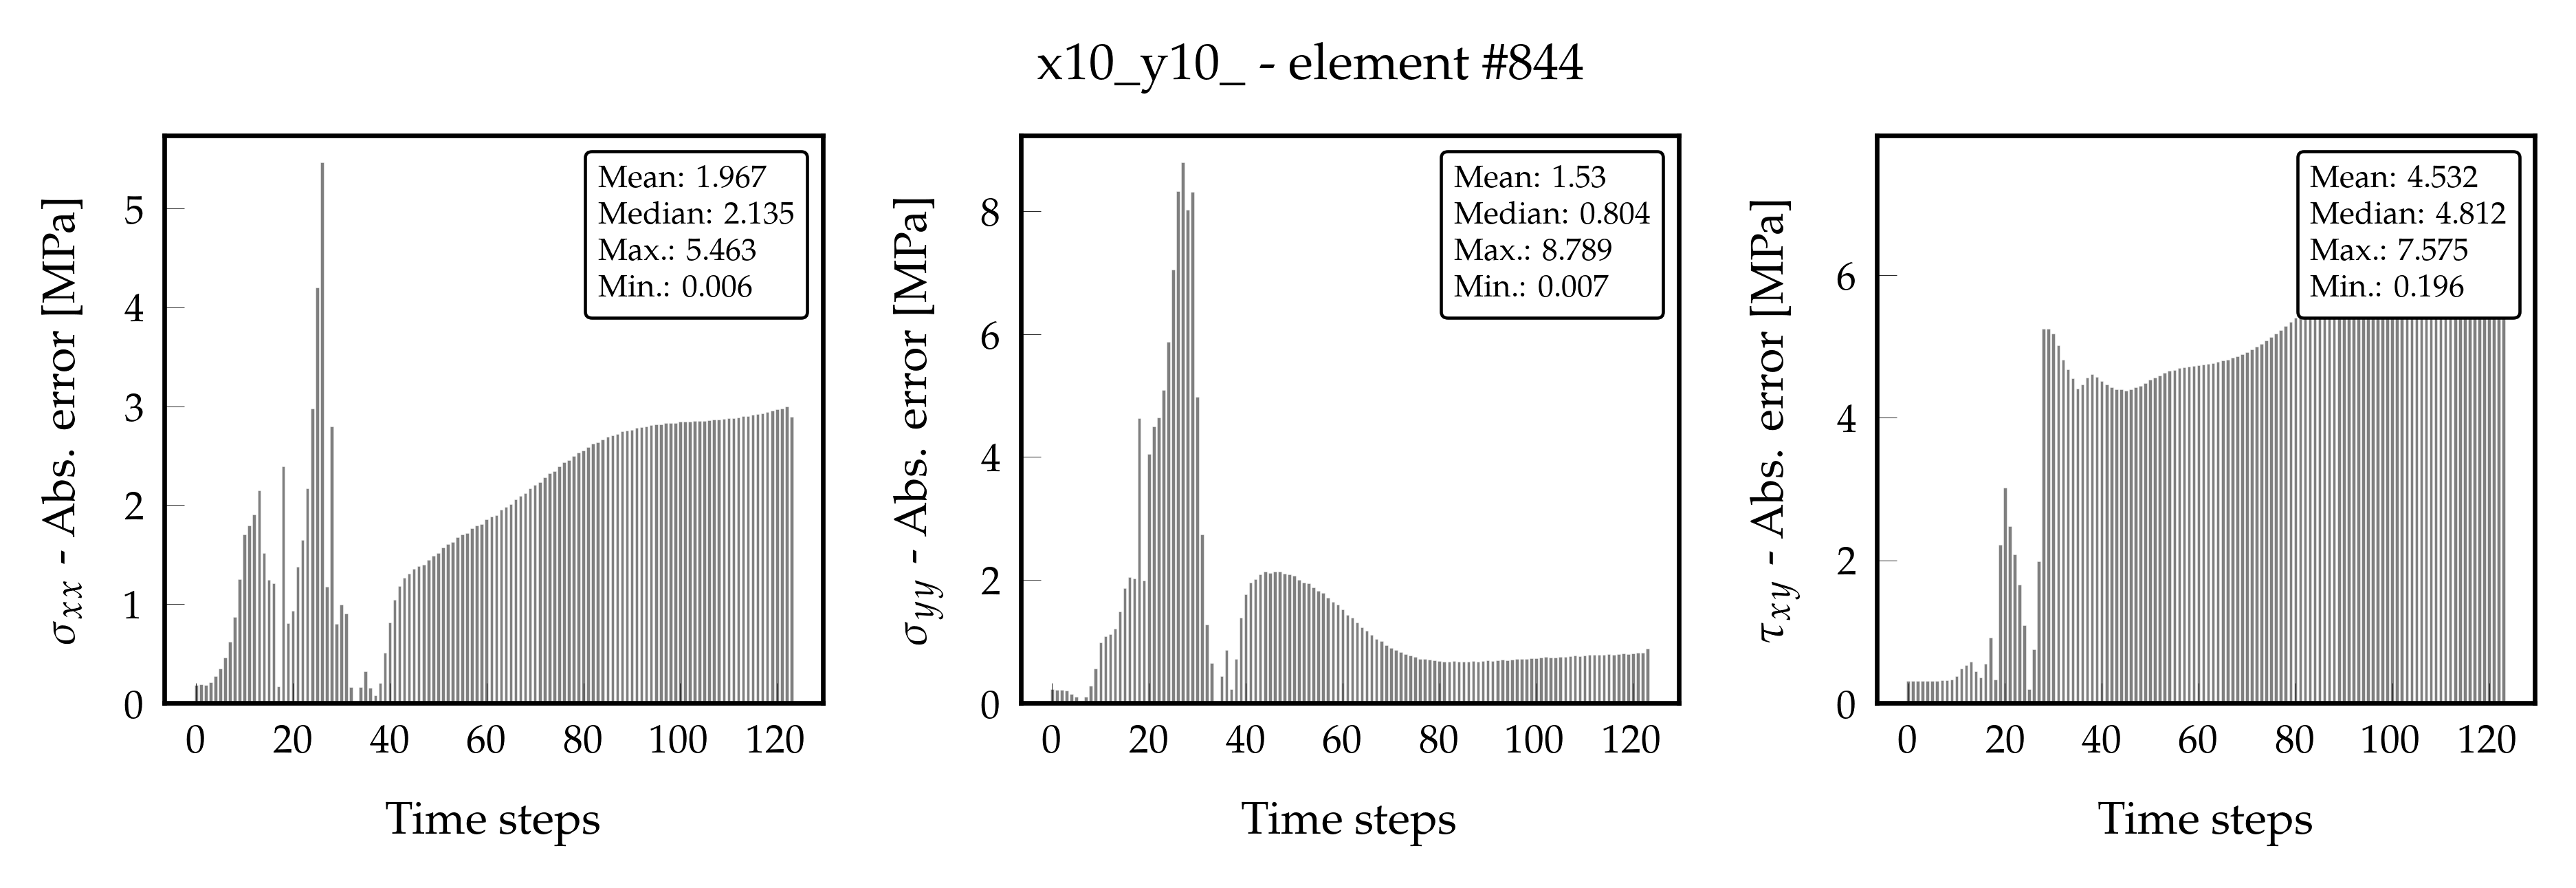 x10_y10_ - element #844
σxx - Abs. error [MPa]
5
4
3
2
1
0
0 20 40 60 80 100 120
Time steps
Mean: 1.967
Median: 2.135
Max.: 5.463
Min.: 0.006
σyy - Abs. error [MPa]
8
6
4
2
0
0 20 40 60 80 100 120
Time steps
Mean: 1.53
Median: 0.804
Max.: 8.789
Min.: 0.007
τxy - Abs. error [MPa]
6
4
2
0
0 20 40 60 80 100 120
Time steps
Mean: 4.532
Median: 4.812
Max.: 7.575
Min.: 0.196